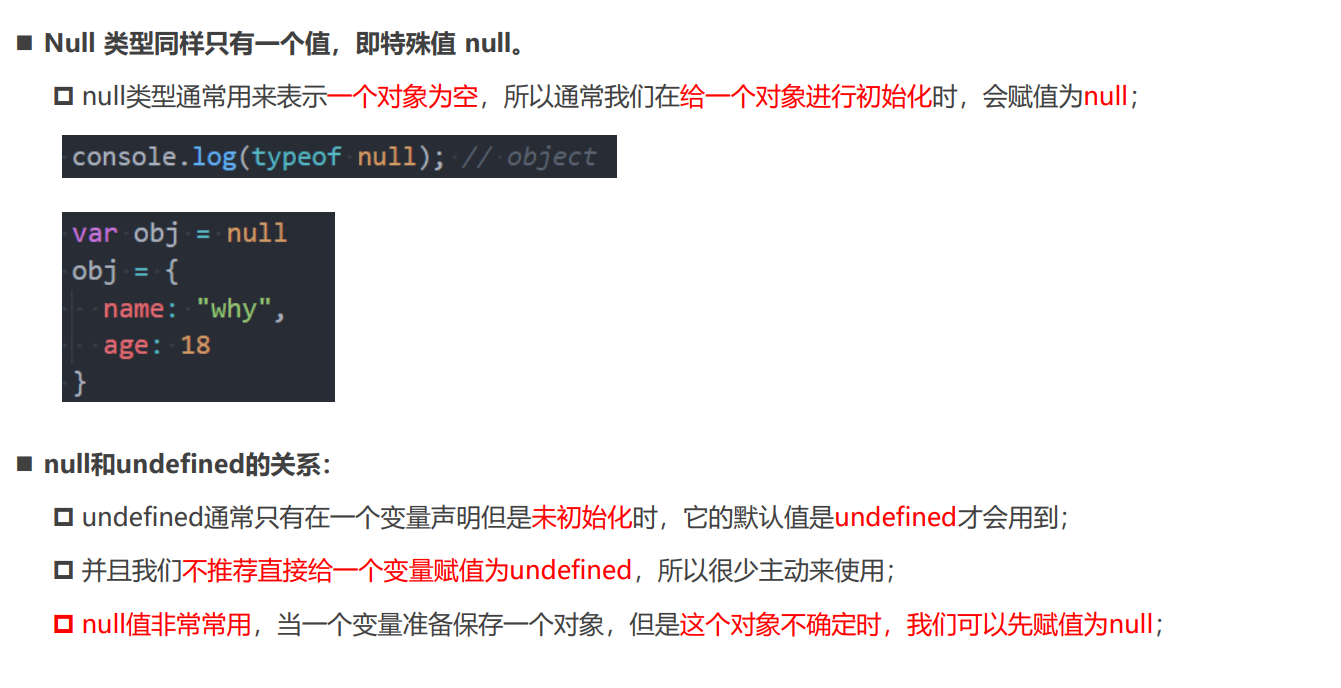 Null 类型同样只有一个值，即特殊值 null。
null类型通常用来表示一个对象为空，所以通常我们在给一个对象进行初始化时，会赋值为null；
console.log(typeof null); // object
var obj = null
obj = {
  name: "why",
  age: 18
}
null和undefined的关系：
undefined通常只有在一个变量声明但是未初始化时，它的默认值是undefined才会用到；
并且我们不推荐直接给一个变量赋值为undefined，所以很少主动来使用；
null值非常常用，当一个变量准备保存一个对象，但是这个对象不确定时，我们可以先赋值为null；